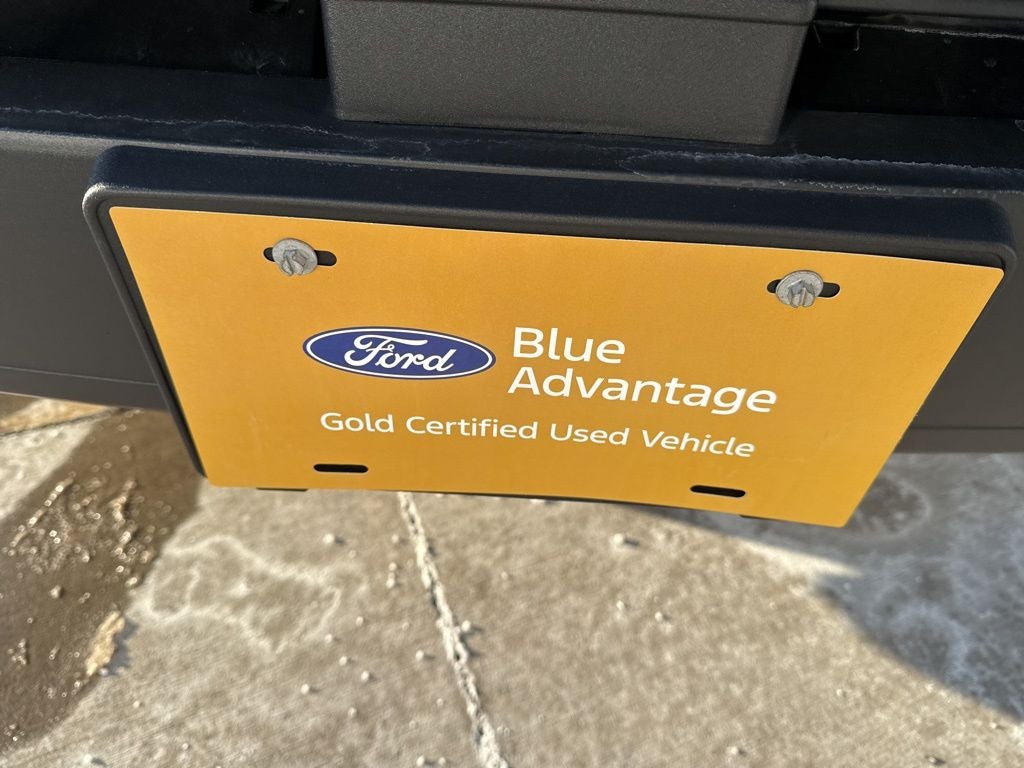 Ford
Blue
Advantage
Gold Certified Used Vehicle